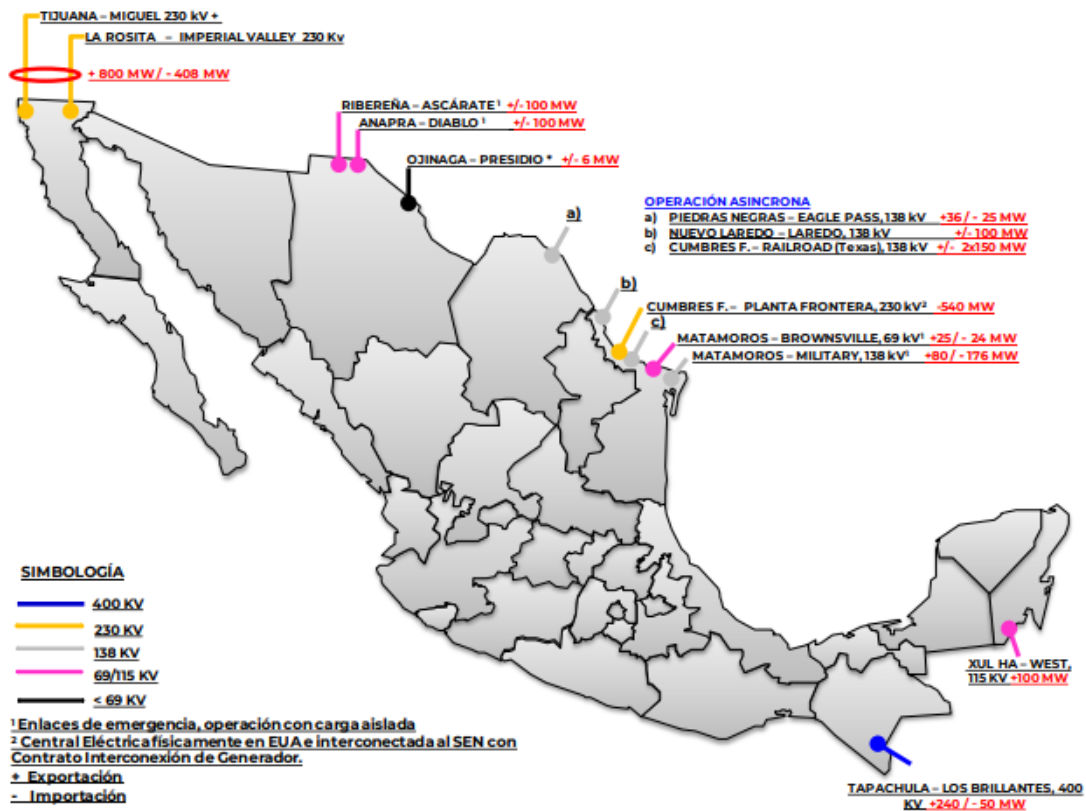 TIJUANA – MIGUEL 230 kV +
LA ROSITA – IMPERIAL VALLEY 230 Kv
+ 800 MW / - 408 MW
RIBEREÑA – ASCÁRATE ¹ +/- 100 MW
ANAPRA – DIABLO ¹ +/- 100 MW
OJINAGA – PRESIDIO * +/- 6 MW
OPERACIÓN ASINCRONA
a) PIEDRAS NEGRAS – EAGLE PASS, 138 kV +36 / - 25 MW
b) NUEVO LAREDO – LAREDO, 138 kV +/- 100 MW
c) CUMBRES F. – RAILROAD (Texas), 138 kV +/- 2x150 MW
a)
b)
CUMBRES F. – PLANTA FRONTERA, 230 kV² -540 MW
c)
MATAMOROS – BROWNSVILLE, 69 kV¹ +25 / - 24 MW
MATAMOROS – MILITARY, 138 kV¹ +80 / - 176 MW
SIMBOLOGÍA
400 KV
230 KV
138 KV
69/115 KV
< 69 KV
¹ Enlaces de emergencia, operación con carga aislada
² Central Eléctrica físicamente en EUA e interconectada al SEN con
Contrato Interconexión de Generador.
+ Exportación
- Importación
XUL HA – WEST,
115 KV +100 MW
TAPACHULA – LOS BRILLANTES, 400
KV +240 / - 50 MW